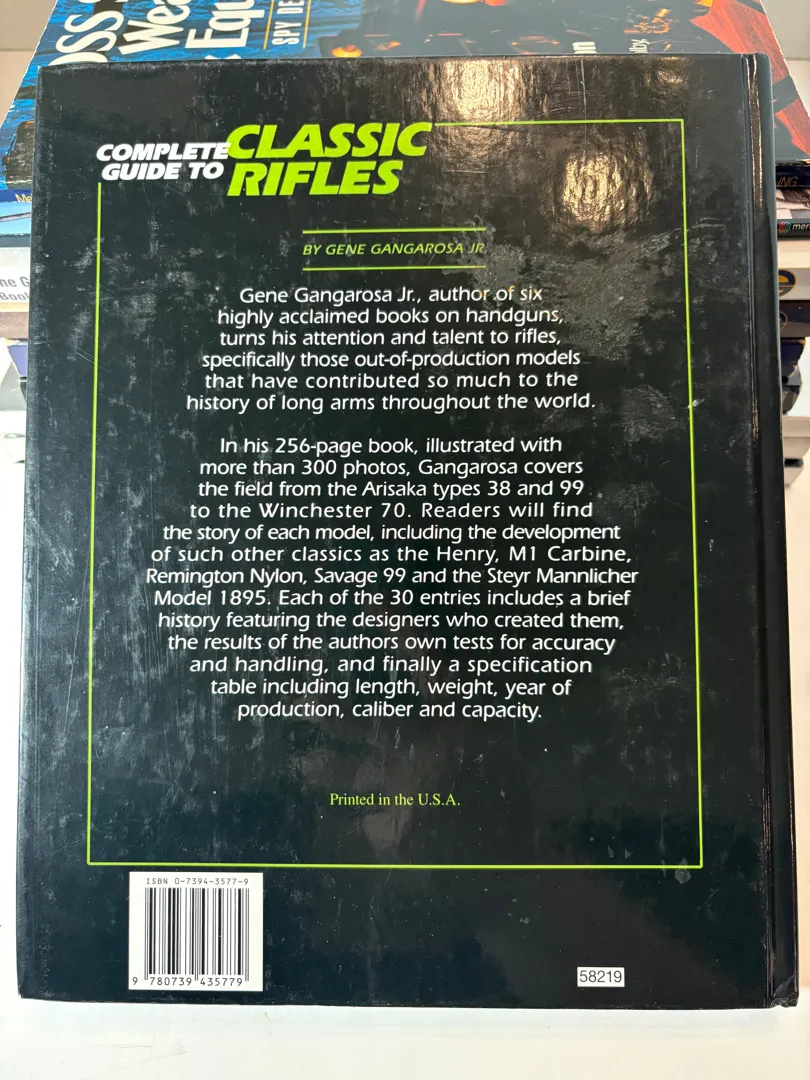 OSS
Wea
Equ
SPY DE
COMPLETE CLASSIC
GUIDE TO RIFLES
BY GENE GANGAROSA JR.
Gene Gangarosa Jr., author of six
highly acclaimed books on handguns,
turns his attention and talent to rifles,
specifically those out-of-production models
that have contributed so much to the
history of long arms throughout the world.
In his 256-page book, illustrated with
more than 300 photos, Gangarosa covers
the field from the Arisaka types 38 and 99
to the Winchester 70. Readers will find
the story of each model, including the development
of such other classics as the Henry, M1 Carbine,
Remington Nylon, Savage 99 and the Steyr Mannlicher
Model 1895. Each of the 30 entries includes a brief
history featuring the designers who created them,
the results of the authors own tests for accuracy
and handling, and finally a specification
table including length, weight, year of
production, caliber and capacity.
Printed in the U.S.A.
ISBN 0-7394-3577-9
9 780739 435779
58219